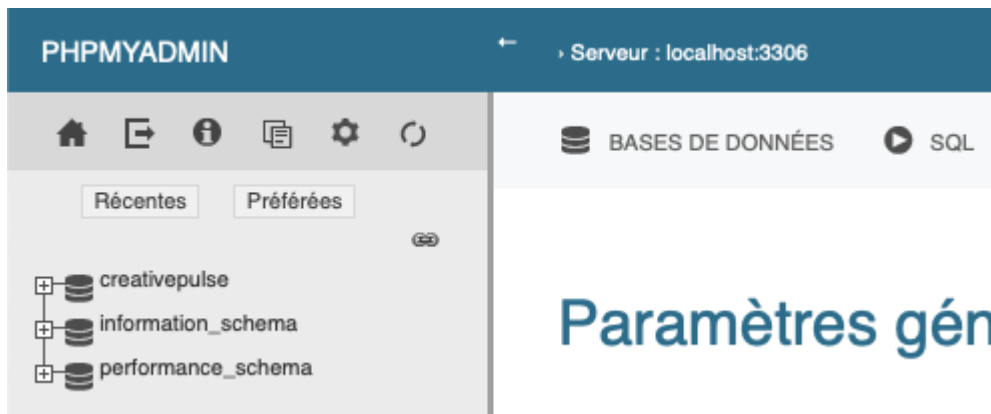 PHPMYADMIN
› Serveur : localhost:3306
BASES DE DONNÉES
SQL
Récentes
Préférées
creativepulse
information_schema
performance_schema
Paramètres gén